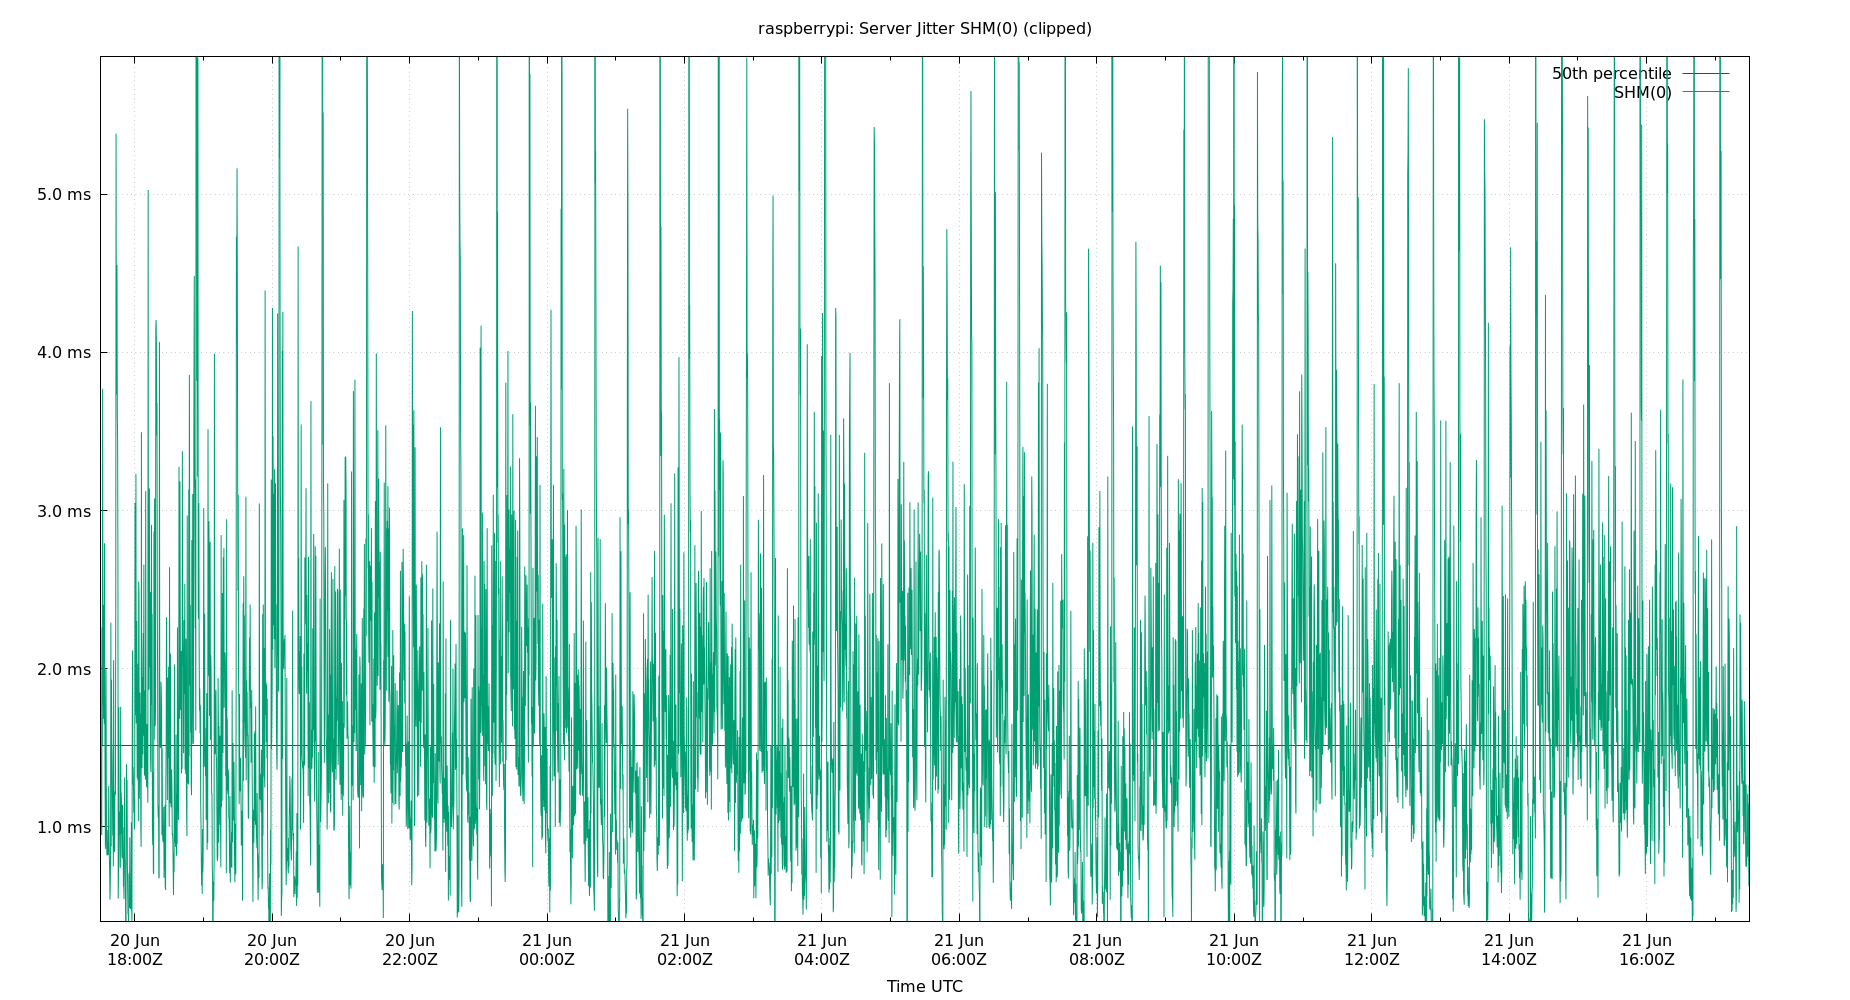 raspberrypi: Server Jitter SHM(0) (clipped)
50th percentile
SHM(0)
5.0 ms
4.0 ms
3.0 ms
2.0 ms
1.0 ms
20 Jun 20 Jun 20 Jun 21 Jun 21 Jun 21 Jun 21 Jun 21 Jun 21 Jun 21 Jun 21 Jun 21 Jun
18:00Z 20:00Z 22:00Z 00:00Z 02:00Z 04:00Z 06:00Z 08:00Z 10:00Z 12:00Z 14:00Z 16:00Z
Time UTC